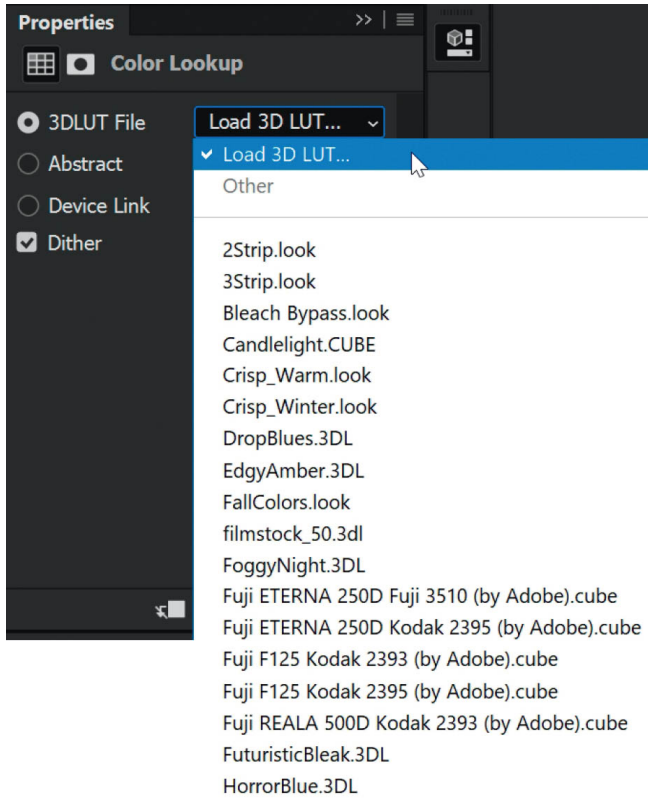 Properties
Color Lookup
3DLUT File
Load 3D LUT...
Abstract
Device Link
Dither
Load 3D LUT...
Other
2Strip.look
3Strip.look
Bleach Bypass.look
Candlelight.CUBE
Crisp_Warm.look
Crisp_Winter.look
DropBlues.3DL
EdgyAmber.3DL
FallColors.look
filmstock_50.3dl
FoggyNight.3DL
Fuji ETERNA 250D Fuji 3510 (by Adobe).cube
Fuji ETERNA 250D Kodak 2395 (by Adobe).cube
Fuji F125 Kodak 2393 (by Adobe).cube
Fuji F125 Kodak 2395 (by Adobe).cube
Fuji REALA 500D Kodak 2393 (by Adobe).cube
FuturisticBleak.3DL
HorrorBlue.3DL